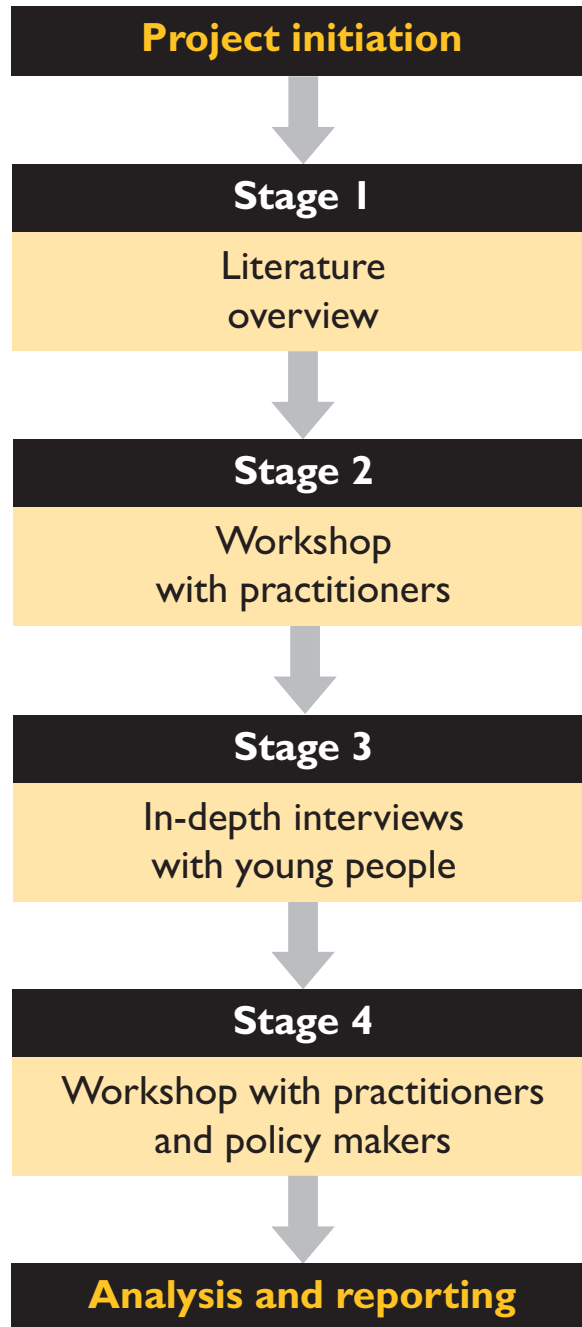 Project initiation
Stage 1
Literature
overview
Stage 2
Workshop
with practitioners
Stage 3
In-depth interviews
with young people
Stage 4
Workshop with practitioners
and policy makers
Analysis and reporting